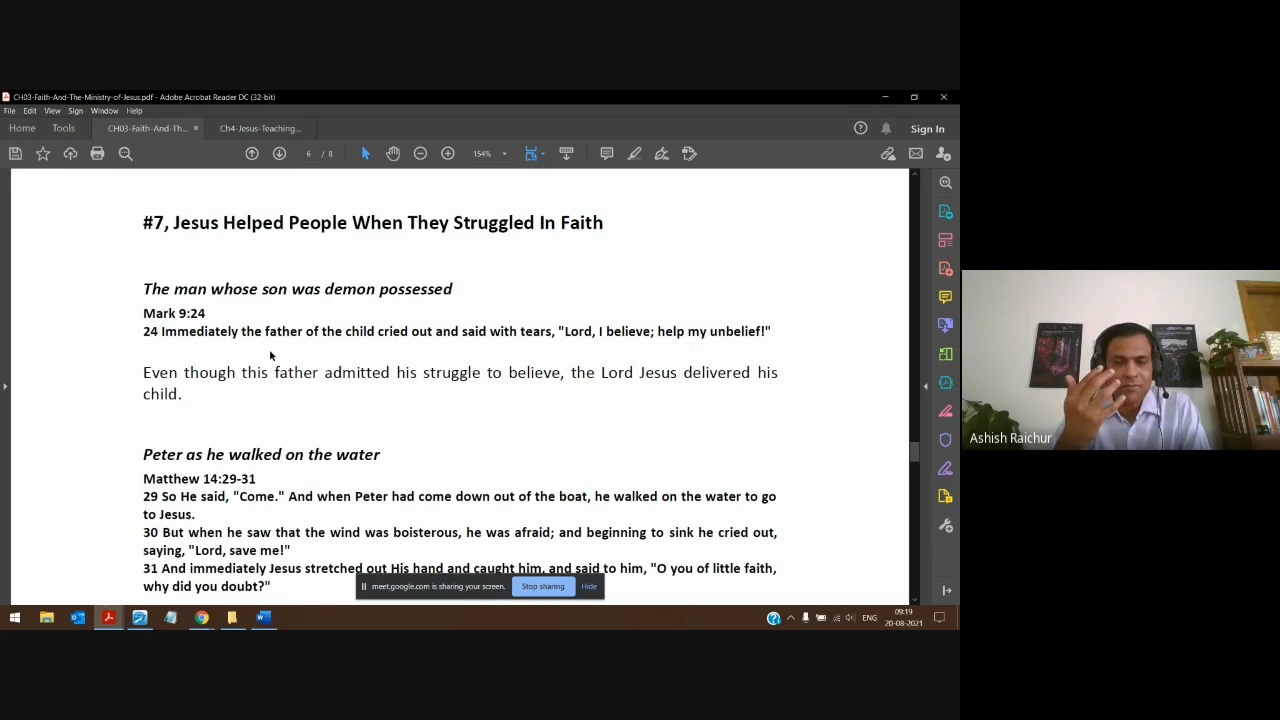 CH03-Faith-And-The-Ministry-of-Jesus.pdf - Adobe Acrobat Reader DC (32-bit)
File Edit View Sign Window Help
Home Tools CH03-Faith-And-Th... × Ch4-Jesus-Teaching... Sign In
6 / 8 154%
#7, Jesus Helped People When They Struggled In Faith
The man whose son was demon possessed
Mark 9:24
24 Immediately the father of the child cried out and said with tears, "Lord, I believe; help my unbelief!"
Even though this father admitted his struggle to believe, the Lord Jesus delivered his
child.
Peter as he walked on the water
Matthew 14:29-31
29 So He said, "Come." And when Peter had come down out of the boat, he walked on the water to go
to Jesus.
30 But when he saw that the wind was boisterous, he was afraid; and beginning to sink he cried out,
saying, "Lord, save me!"
31 And immediately Jesus stretched out His hand and caught him, and said to him, "O you of little faith,
why did you doubt?"
meet.google.com is sharing your screen. Stop sharing Hide
Ashish Raichur
ENG
09:19
20-08-2021